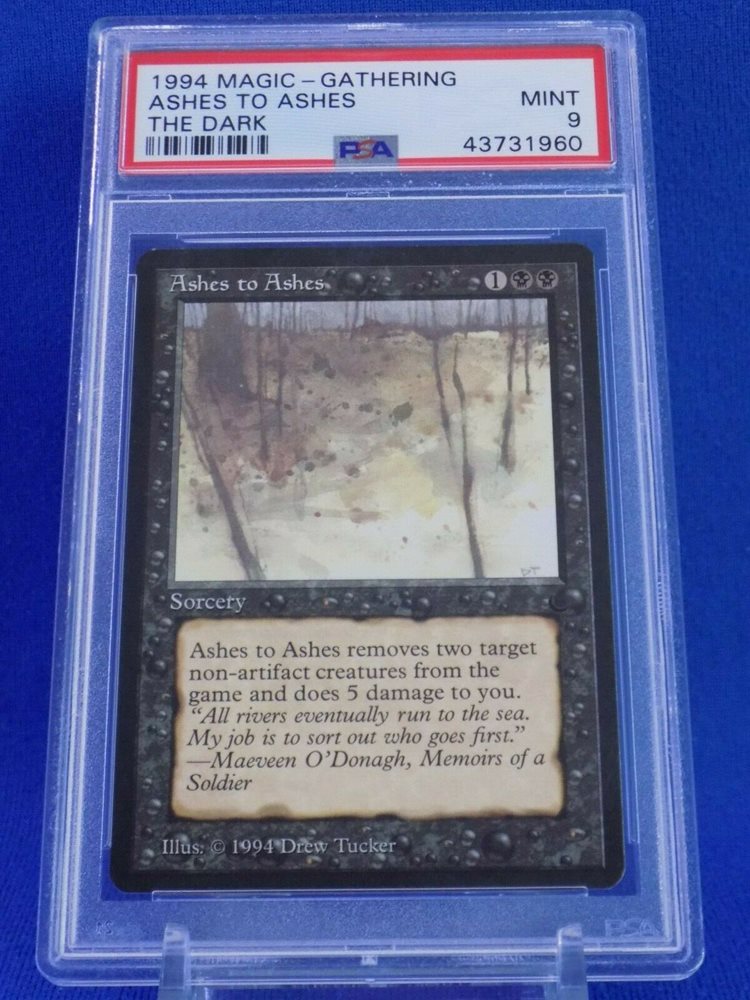 1994 MAGIC – GATHERING
ASHES TO ASHES MINT
THE DARK 9
PSA 43731960
Ashes to Ashes 1
DT
Sorcery
Ashes to Ashes removes two target
non-artifact creatures from the
game and does 5 damage to you.
“All rivers eventually run to the sea.
My job is to sort out who goes first.”
—Maeveen O’Donagh, Memoirs of a
Soldier
Illus. © 1994 Drew Tucker
PSA